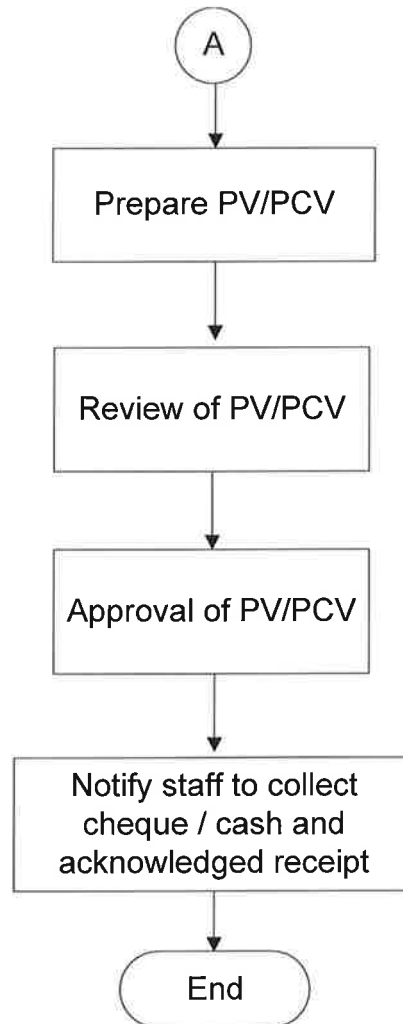 A
Prepare PV/PCV
Review of PV/PCV
Approval of PV/PCV
Notify staff to collect
cheque / cash and
acknowledged receipt
End